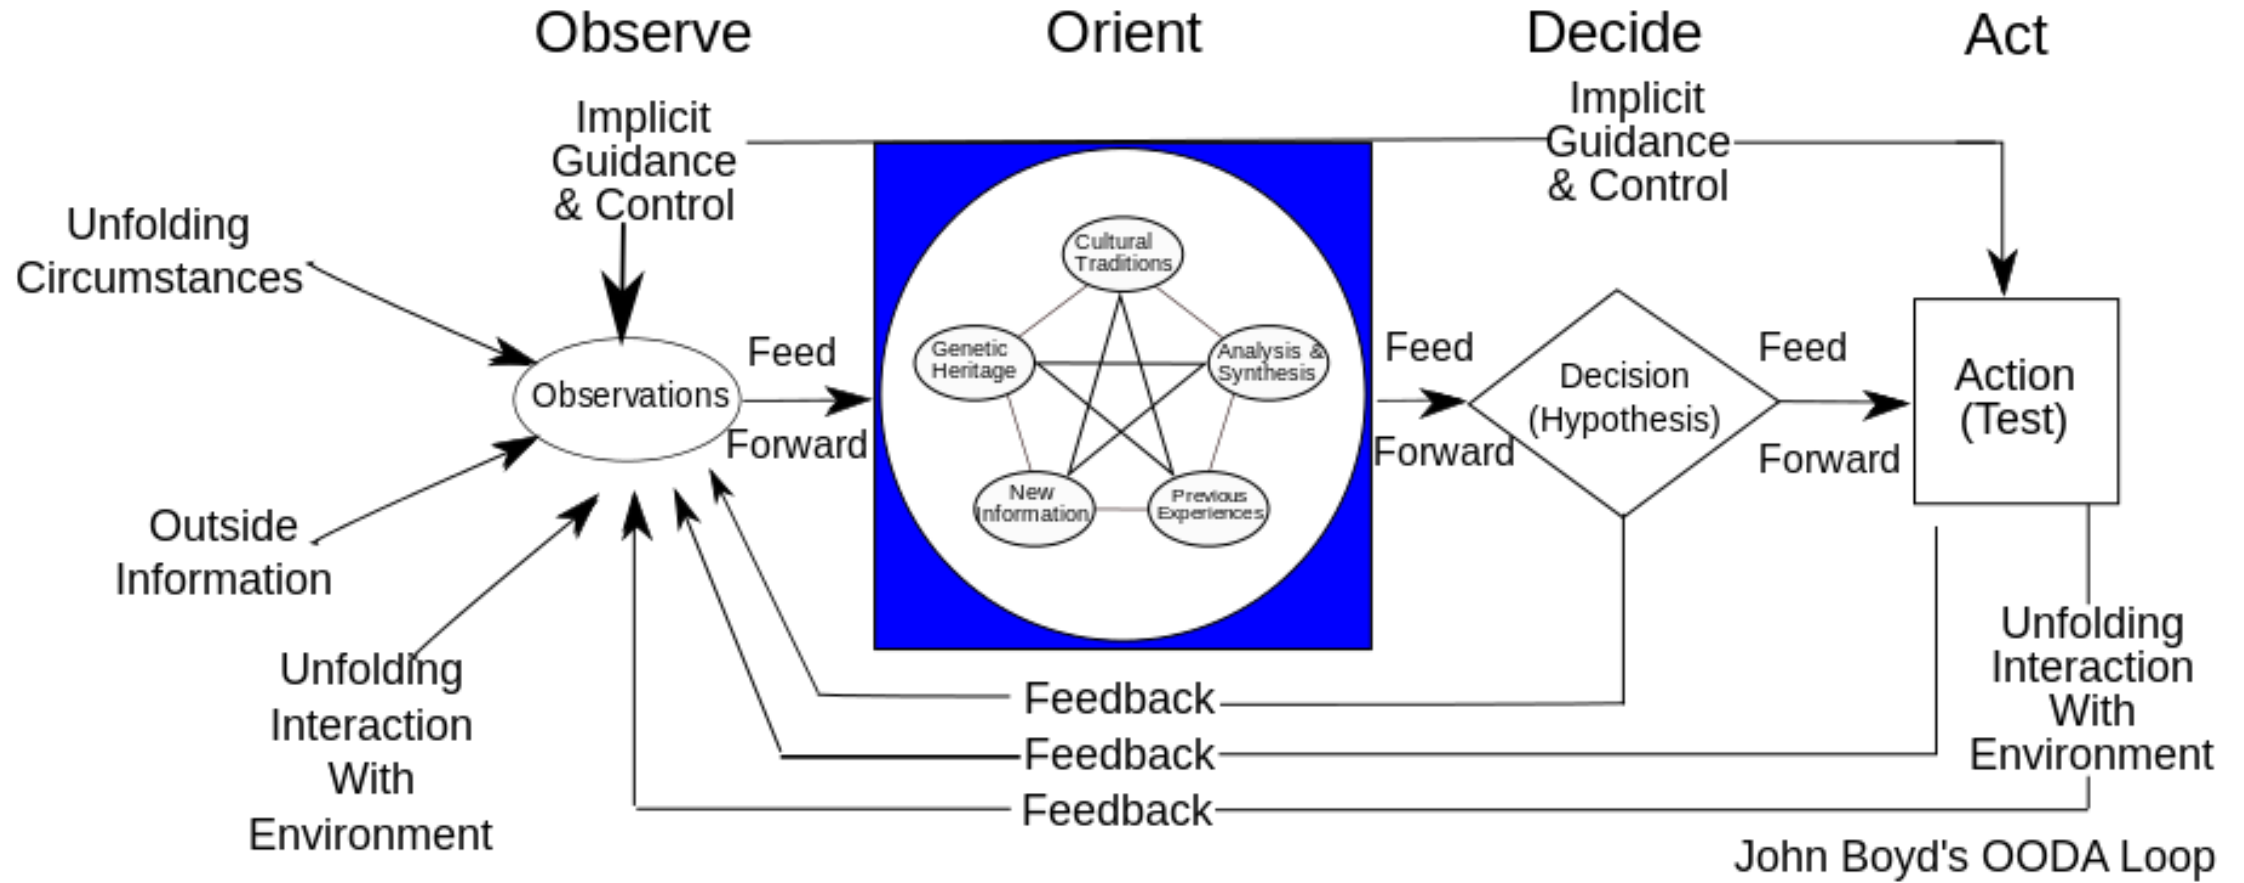 Observe
Orient
Decide
Act
Implicit
Guidance
& Control
Implicit
Guidance
& Control
Unfolding
Circumstances
Observations
Outside
Information
Unfolding
Interaction
With
Environment
Feed
Forward
Cultural
Traditions
Genetic
Heritage
Analysis &
Synthesis
New
Information
Previous
Experiences
Feed
Forward
Decision
(Hypothesis)
Feed
Forward
Action
(Test)
Unfolding
Interaction
With
Environment
Feedback
Feedback
Feedback
John Boyd's OODA Loop